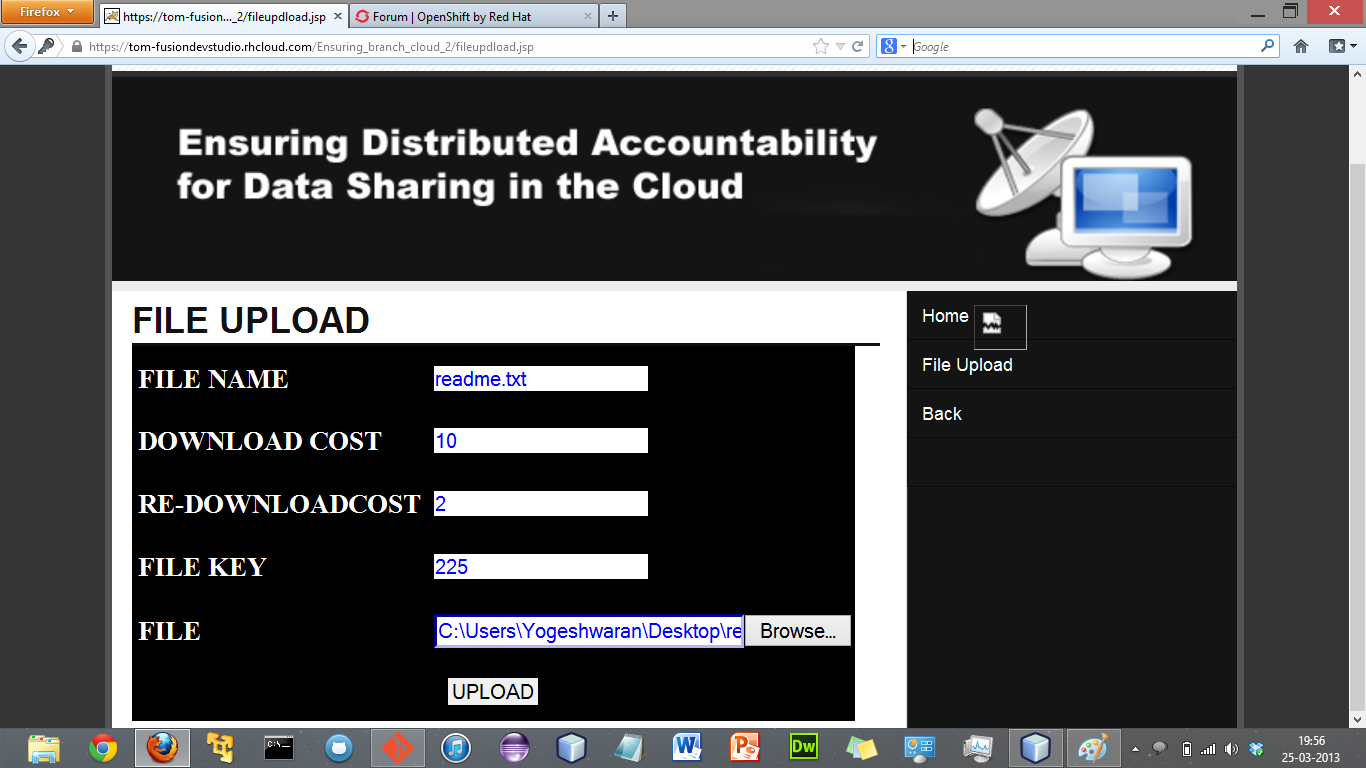 Firefox
https://tom-fusion..._2/fileupdload.jsp
Forum | OpenShift by Red Hat
https://tom-fusiondevstudio.rhcloud.com/Ensuring_branch_cloud_2/fileupdload.jsp
Google
Ensuring Distributed Accountability
for Data Sharing in the Cloud
FILE UPLOAD
FILE NAME readme.txt
DOWNLOAD COST 10
RE-DOWNLOADCOST 2
FILE KEY 225
FILE C:\Users\Yogeshwaran\Desktop\re Browse...
UPLOAD
Home
File Upload
Back
19:56
25-03-2013